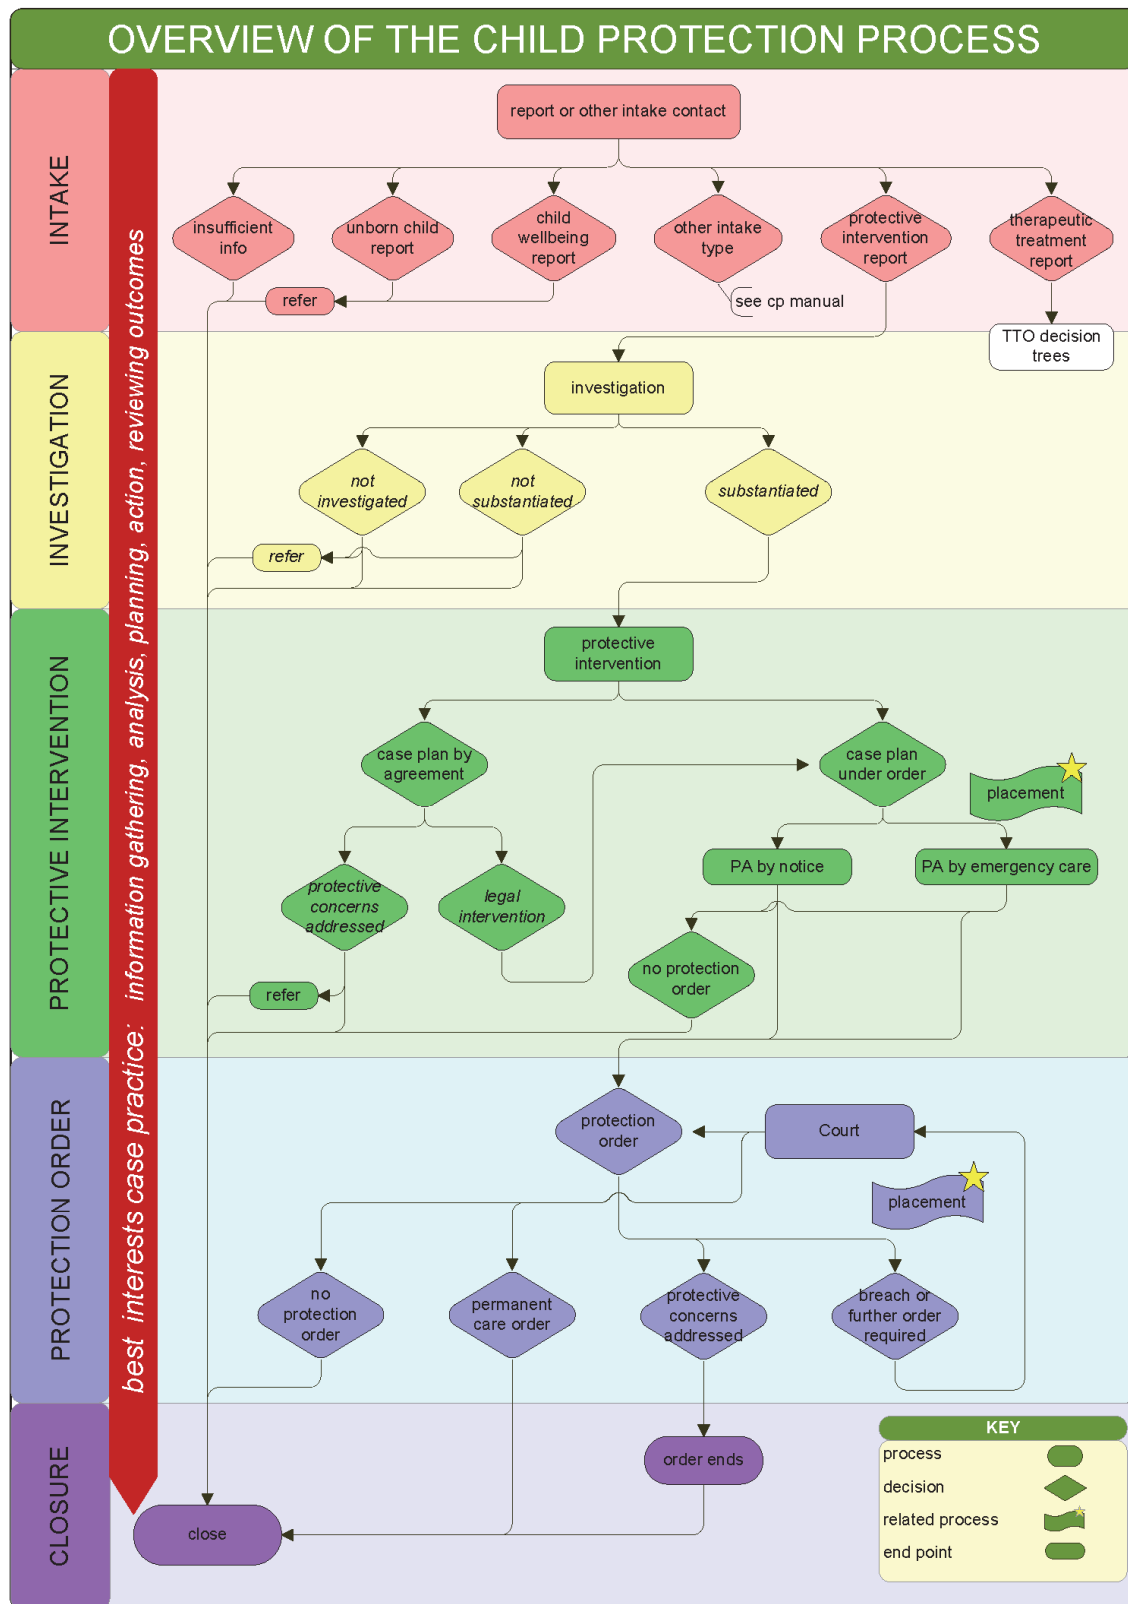 OVERVIEW OF THE CHILD PROTECTION PROCESS
INTAKE
best interests case practice: information gathering, analysis, planning, action, reviewing outcomes
report or other intake contact
insufficient
info
unborn child
report
child
wellbeing
report
other intake
type
protective
intervention
report
therapeutic
treatment
report
refer
see cp manual
TTO decision
trees
INVESTIGATION
investigation
not
investigated
not
substantiated
substantiated
refer
PROTECTIVE INTERVENTION
protective
intervention
case plan by
agreement
case plan
under order
placement
PA by notice
PA by emergency care
protective
concerns
addressed
legal
intervention
no protection
order
refer
PROTECTION ORDER
protection
order
Court
placement
no
protection
order
permanent
care order
protective
concerns
addressed
breach or
further order
required
CLOSURE
order ends
close
KEY
process
decision
related process
end point